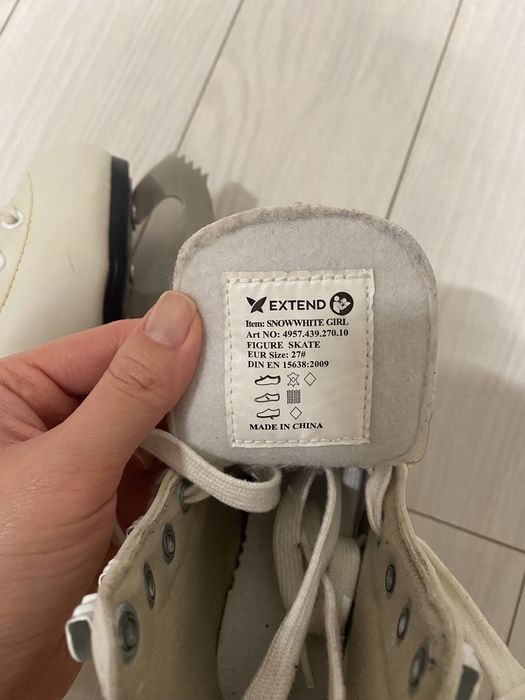 EXTEND
Item: SNOWWHITE GIRL
Art NO: 4957.439.270.10
FIGURE SKATE
EUR Size: 27#
DIN EN 15638:2009
MADE IN CHINA